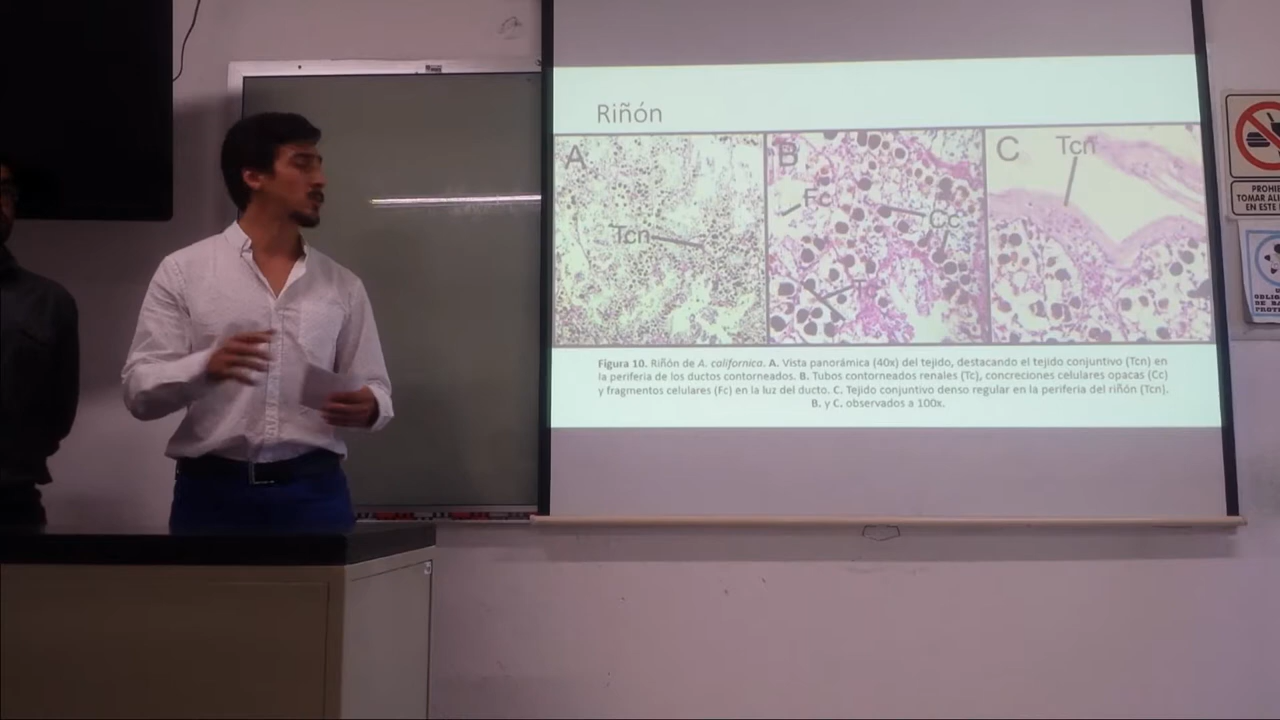 Riñón
A
B
C
Tcn
Fc
Cc
Tcn
Figura 10. Riñón de A. californica. A. Vista panorámica (40x) del tejido, destacando el tejido conjuntivo (Tcn) en
la periferia de los ductos contorneados. B. Tubos contorneados renales (Tc), concreciones celulares opacas (Cc)
y fragmentos celulares (Fc) en la luz del ducto. C. Tejido conjuntivo denso regular en la periferia del riñón (Tcn).
B. y C. observados a 100x.
TOMAR
EN ESTE